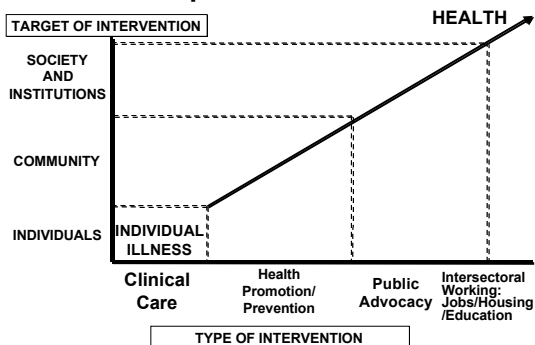 HEALTH
TARGET OF INTERVENTION
SOCIETY
AND
INSTITUTIONS
COMMUNITY
INDIVIDUALS
INDIVIDUAL
ILLNESS
Clinical
Care
Health
Promotion/
Prevention
Public
Advocacy
Intersectoral
Working:
Jobs/Housing
/Education
TYPE OF INTERVENTION